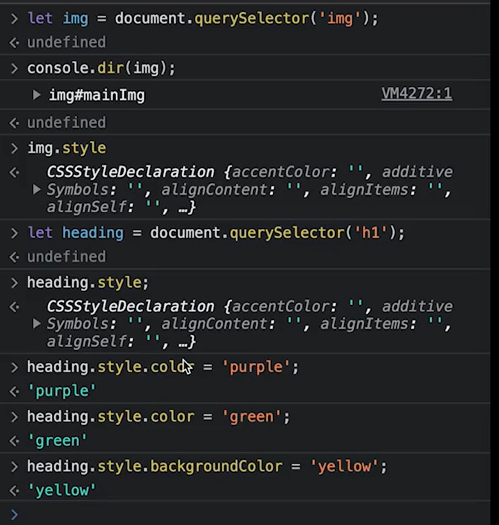 > let img = document.querySelector('img');
<· undefined
> console.dir(img);
▶ img#mainImg VM4272:1
<· undefined
> img.style
<· CSSStyleDeclaration {accentColor: '', additive
▶ Symbols: '', alignContent: '', alignItems: '',
alignSelf: '', …}
> let heading = document.querySelector('h1');
<· undefined
> heading.style;
<· CSSStyleDeclaration {accentColor: '', additive
▶ Symbols: '', alignContent: '', alignItems: '',
alignSelf: '', …}
> heading.style.color = 'purple';
<· 'purple'
> heading.style.color = 'green';
<· 'green'
> heading.style.backgroundColor = 'yellow';
<· 'yellow'
>